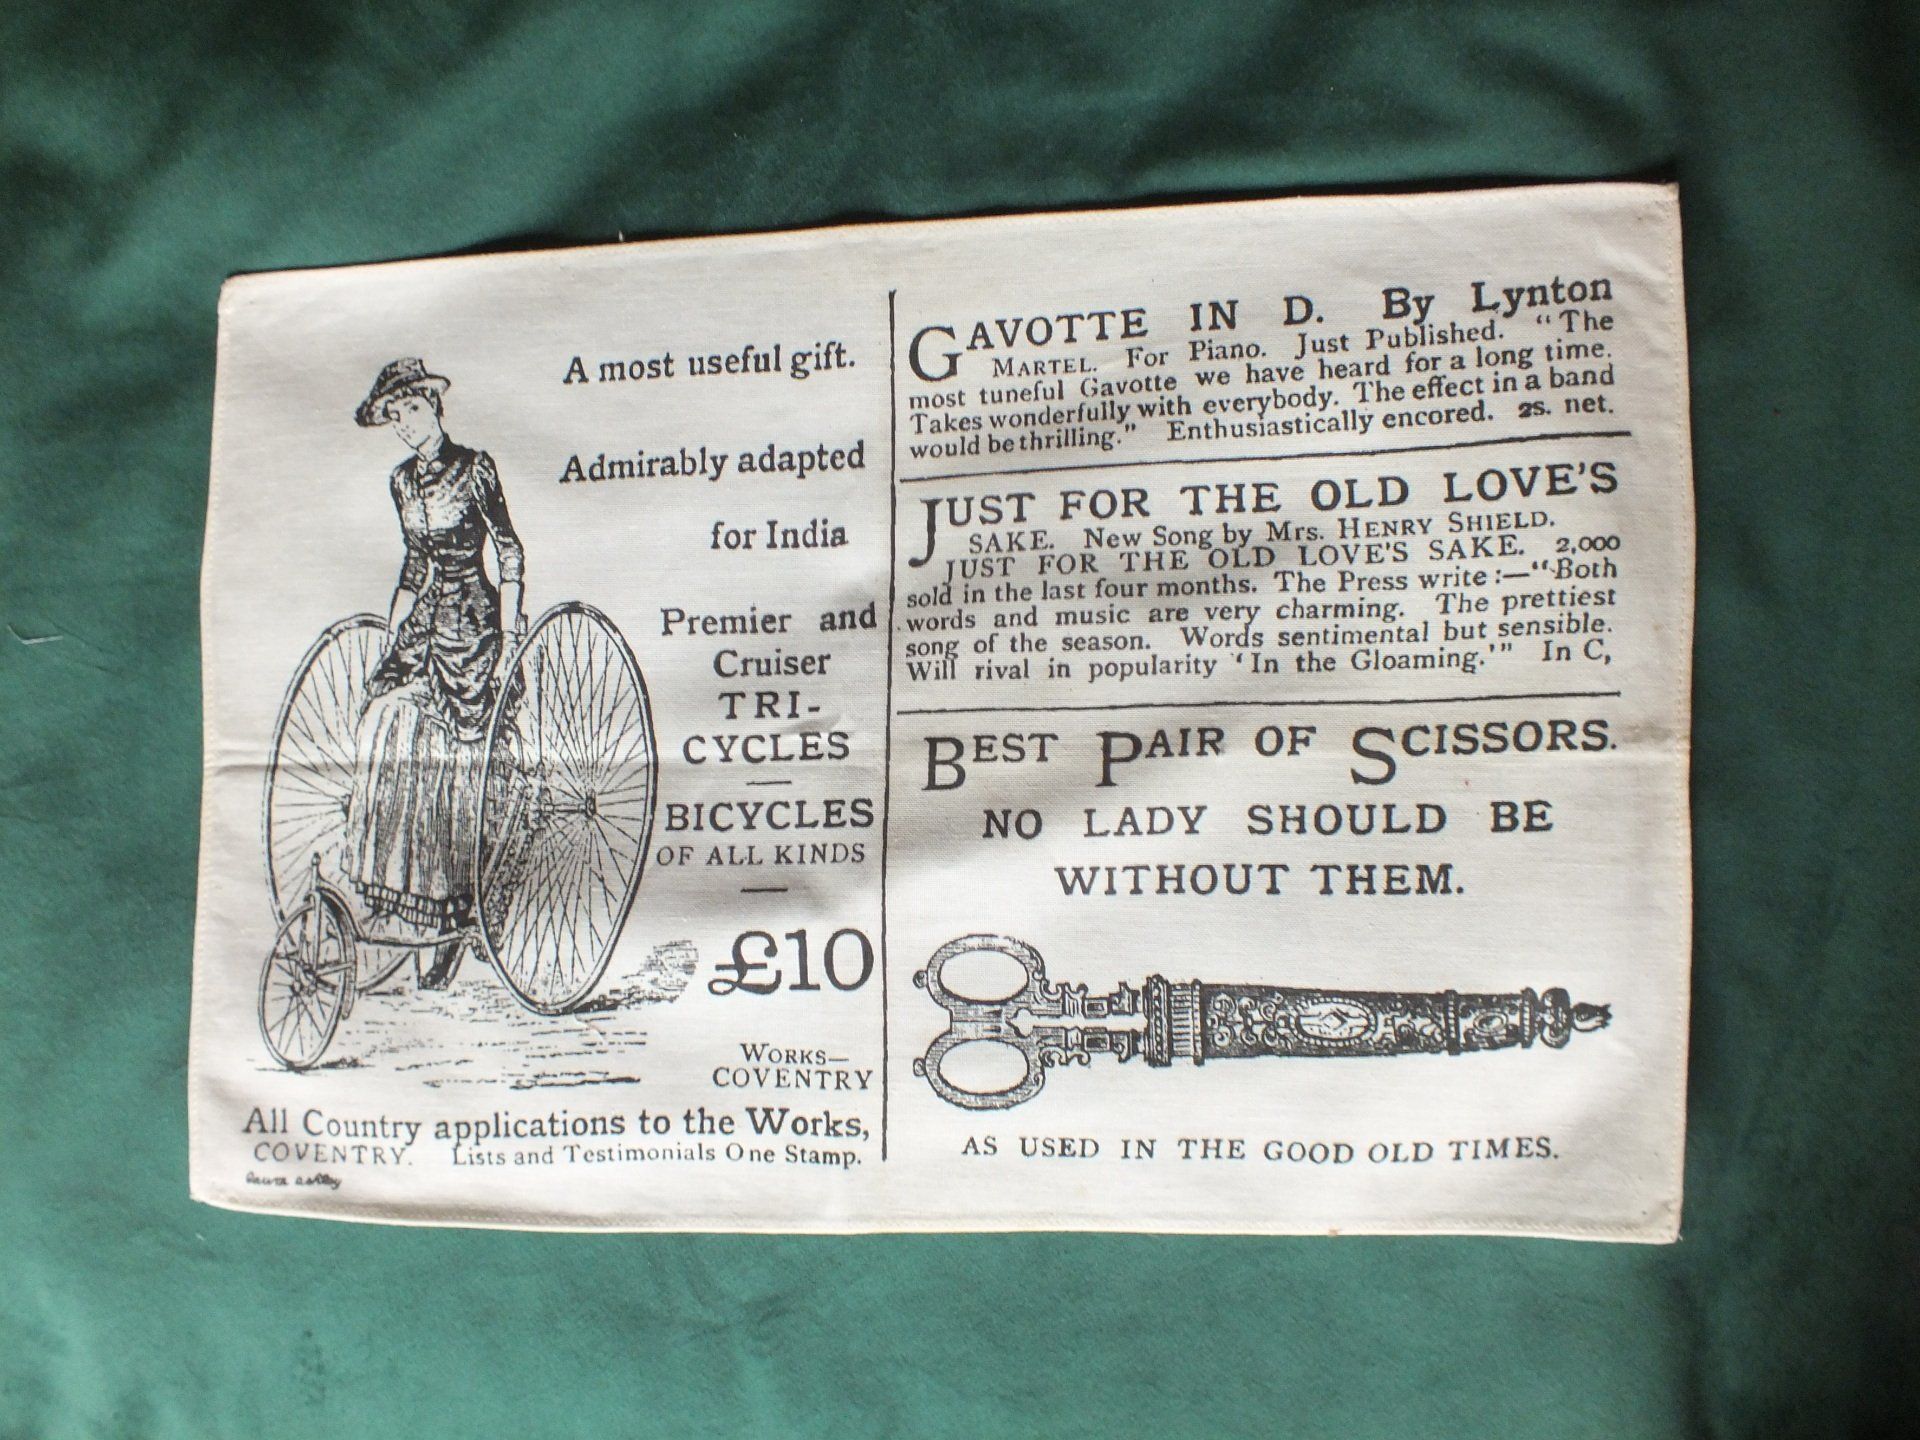 A most useful gift.
Admirably adapted
for India
Premier and
Cruiser
TRI-
CYCLES
—
BICYCLES
OF ALL KINDS
—
£10
WORKS—
COVENTRY
All Country applications to the Works,
COVENTRY. Lists and Testimonials One Stamp.
Laura Ashley
GAVOTTE IN D. By Lynton
MARTEL. For Piano. Just Published. "The
most tuneful Gavotte we have heard for a long time.
Takes wonderfully with everybody. The effect in a band
would be thrilling." Enthusiastically encored. 2s. net.
JUST FOR THE OLD LOVE'S
SAKE. New Song by Mrs. HENRY SHIELD.
JUST FOR THE OLD LOVE'S SAKE. 2,000
sold in the last four months. The Press write:—"Both
words and music are very charming. The prettiest
song of the season. Words sentimental but sensible.
Will rival in popularity 'In the Gloaming.'" In C,
BEST PAIR OF SCISSORS.
NO LADY SHOULD BE
WITHOUT THEM.
AS USED IN THE GOOD OLD TIMES.